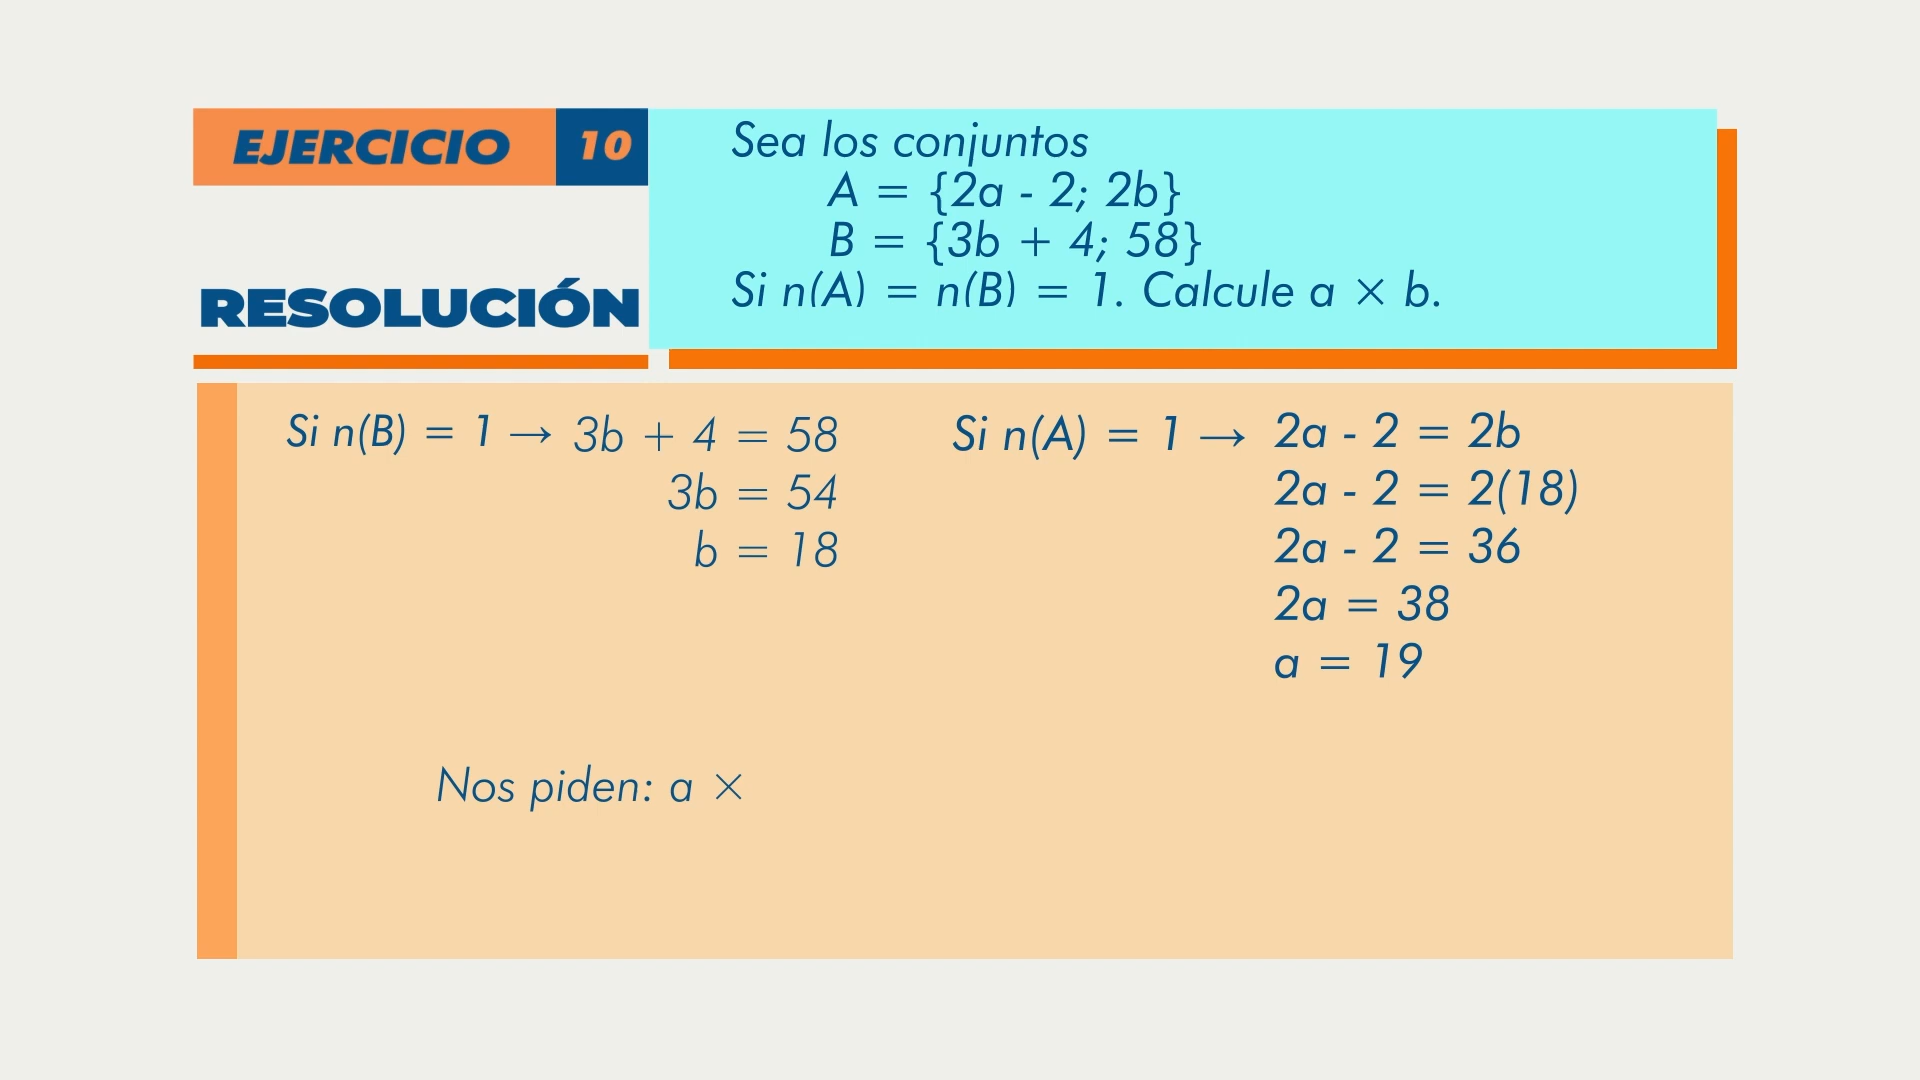 EJERCICIO 10
Sea los conjuntos
A = {2a - 2; 2b}
B = {3b + 4; 58}
Si n(A) = n(B) = 1. Calcule a × b.
RESOLUCIÓN
Si n(B) = 1 → 3b + 4 = 58
3b = 54
b = 18
Si n(A) = 1 → 2a - 2 = 2b
2a - 2 = 2(18)
2a - 2 = 36
2a = 38
a = 19
Nos piden: a ×